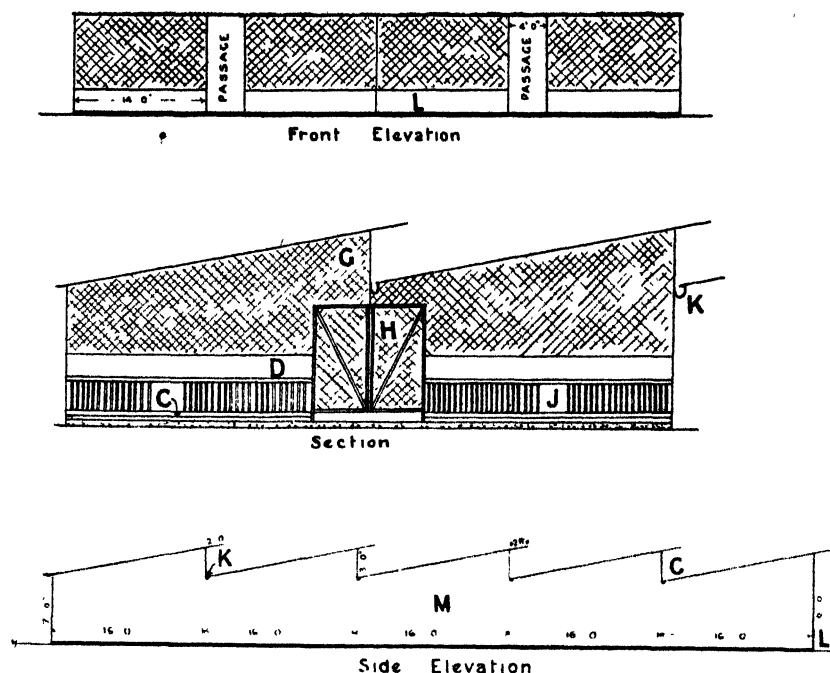 PASSAGE
PASSAGE
4' 0"
16 0"
L
Front Elevation
G
H
K
D
C
J
Section
2 0
K
3' 0"
C
M
7' 0"
16 0
16 0
16 0
16 0
16 0
L
Side Elevation